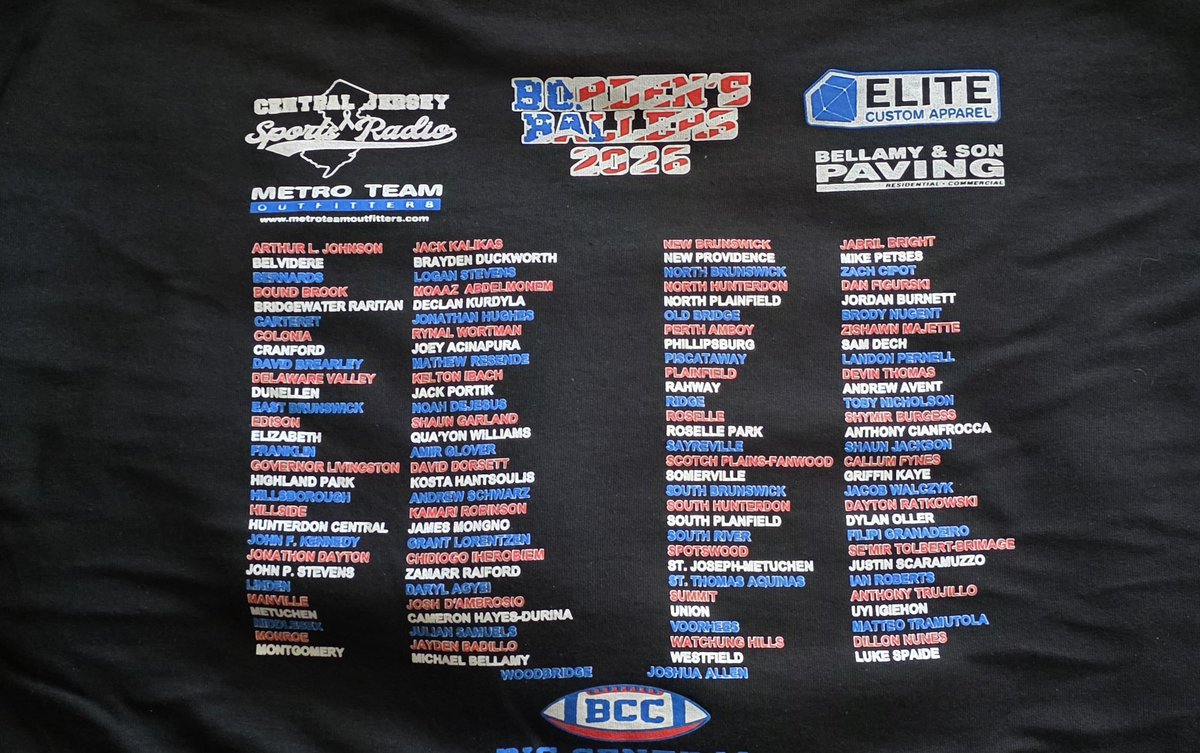 CENTRAL JERSEY
Sports Radio
METRO TEAM
OUTFITTERS
www.metroteamoutfitters.com
BORDEN'S
BALLERS
2026
ELITE
CUSTOM APPAREL
BELLAMY & SON
PAVING
RESIDENTIAL · COMMERCIAL
ARTHUR L. JOHNSON JACK KALIKAS
BELVIDERE BRAYDEN DUCKWORTH
BERNARDS LOGAN STEVENS
BOUND BROOK MOAAZ ABDELMONEM
BRIDGEWATER RARITAN DECLAN KURDYLA
CARTERET JONATHAN HUGHES
COLONIA RYNAL WORTMAN
CRANFORD JOEY ACINAPURA
DAVID BREARLEY MATHEW RESENDE
DELAWARE VALLEY KELTON IBACH
DUNELLEN JACK PORTIK
EAST BRUNSWICK NOAH DEJESUS
EDISON SHAUN GARLAND
ELIZABETH QUA'YON WILLIAMS
FRANKLIN AMIR GLOVER
GOVERNOR LIVINGSTON DAVID DORSETT
HIGHLAND PARK KOSTA HANTSOULIS
HILLSBOROUGH ANDREW SCHWARZ
HILLSIDE KAMARI ROBINSON
HUNTERDON CENTRAL JAMES MONGNO
JOHN F. KENNEDY GRANT LORENTZEN
JONATHON DAYTON CHIDIOGO IHEROBIEM
JOHN P. STEVENS ZAMARR RAIFORD
LINDEN DARYL AGYEI
MANVILLE JOSH D'AMBROSIO
METUCHEN CAMERON HAYES-DURINA
MIDDLESEX JULIAN SAMUELS
MONROE JAYDEN BADILLO
MONTGOMERY MICHAEL BELLAMY
NEW BRUNSWICK JABRIL BRIGHT
NEW PROVIDENCE MIKE PETSES
NORTH BRUNSWICK ZACH CIPOT
NORTH HUNTERDON DAN FIGURSKI
NORTH PLAINFIELD JORDAN BURNETT
OLD BRIDGE BRODY NUGENT
PERTH AMBOY ZISHAWN MAJETTE
PHILLIPSBURG SAM DECH
PISCATAWAY LANDON PERNELL
PLAINFIELD DEVIN THOMAS
RAHWAY ANDREW AVENT
RIDGE TOBY NICHOLSON
ROSELLE SHYMIR BURGESS
ROSELLE PARK ANTHONY CIANFROCCA
SAYREVILLE SHAUN JACKSON
SCOTCH PLAINS-FANWOOD CALLUM FYNES
SOMERVILLE GRIFFIN KAYE
SOUTH BRUNSWICK JACOB WALCZYK
SOUTH HUNTERDON DAYTON RATKOWSKI
SOUTH PLANFIELD DYLAN OLLER
SOUTH RIVER FILIPI GRANADEIRO
SPOTSWOOD SE'MIR TOLBERT-BRIMAGE
ST. JOSEPH-METUCHEN JUSTIN SCARAMUZZO
ST. THOMAS AQUINAS IAN ROBERTS
SUMMIT ANTHONY TRUJILLO
UNION UYI IGIEHON
VOORHEES MATTEO TRAMUTOLA
WATCHUNG HILLS DILLON NUNES
WESTFIELD LUKE SPAIDE
WOODBRIDGE JOSHUA ALLEN
BCC
BIG CENTRAL